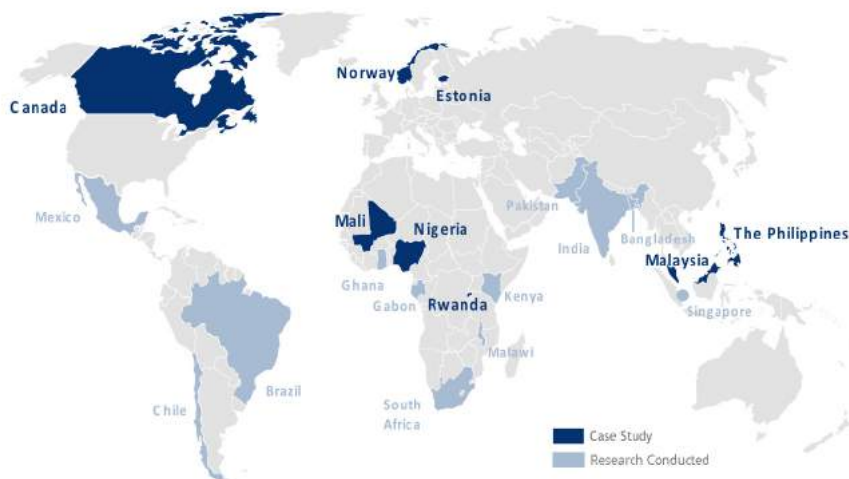 Norway
Estonia
Canada
Mexico
Mali
Nigeria
Pakistan
India
Bangladesh
The Philippines
Malaysia
Ghana
Gabon
Rwanda
Kenya
Singapore
Malawi
Brazil
Chile
South
Africa
Case Study
Research Conducted